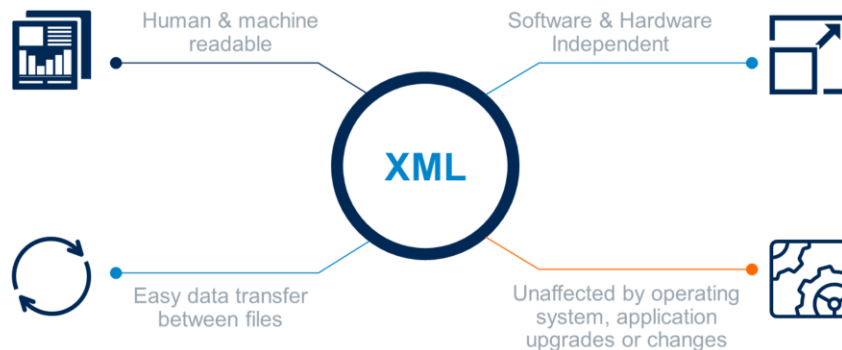 Human & machine
readable
Software & Hardware
Independent
XML
Easy data transfer
between files
Unaffected by operating
system, application
upgrades or changes